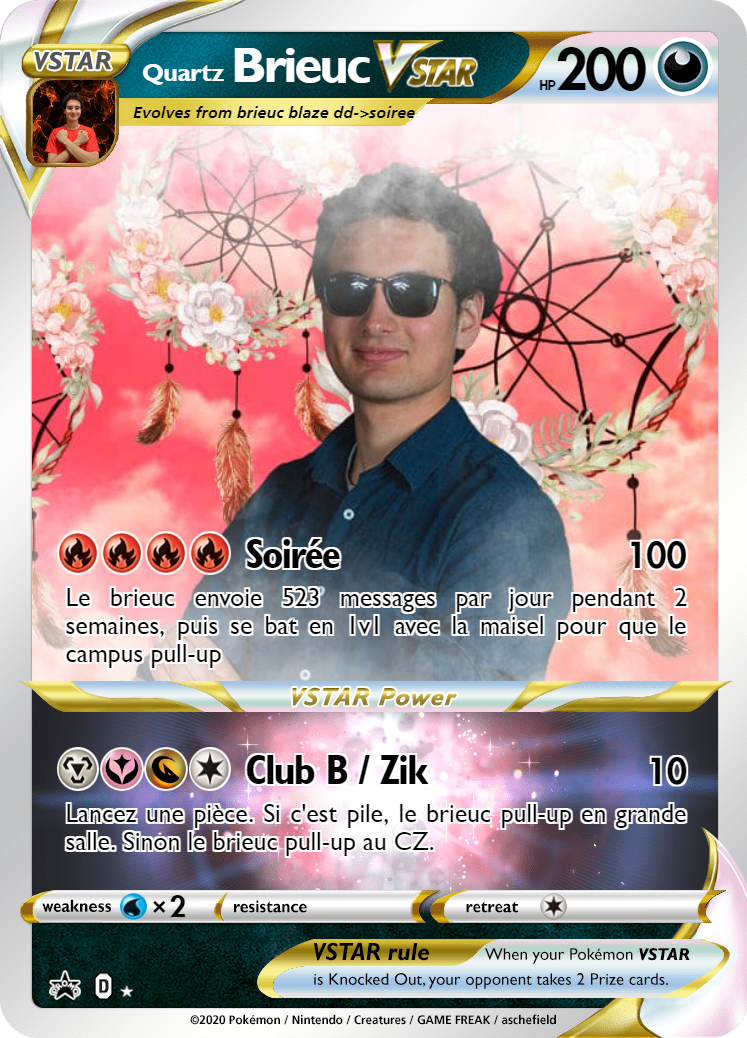 VSTAR
Quartz Brieuc VSTAR HP 200
Evolves from brieuc blaze dd->soiree
Soirée 100
Le brieuc envoie 523 messages par jour pendant 2
semaines, puis se bat en 1v1 avec la maisel pour que le
campus pull-up
VSTAR Power
Club B / Zik 10
Lancez une pièce. Si c'est pile, le brieuc pull-up en grande
salle. Sinon le brieuc pull-up au CZ.
weakness ×2 resistance retreat
VSTAR rule When your Pokémon VSTAR
is Knocked Out, your opponent takes 2 Prize cards.
PROMO D
©2020 Pokémon / Nintendo / Creatures / GAME FREAK / aschefield